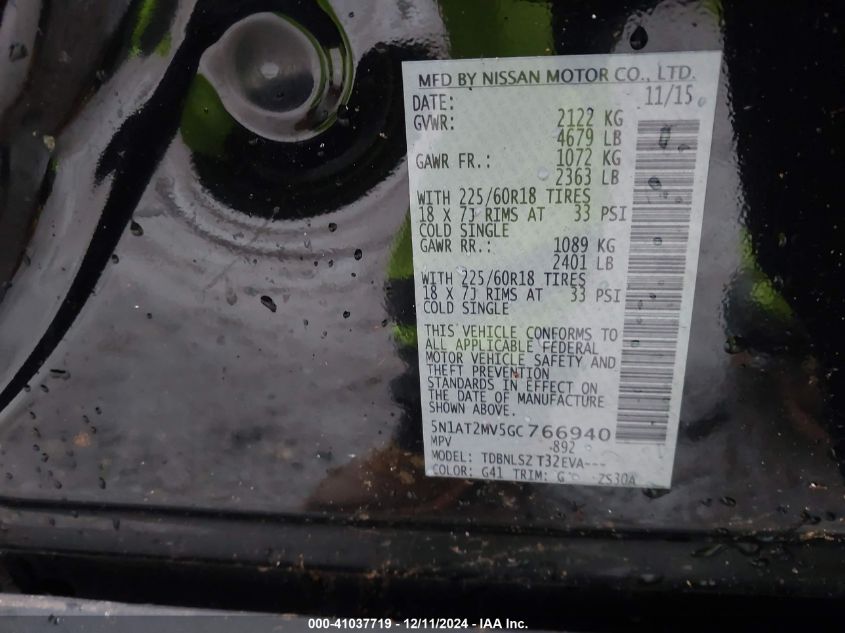 MFD BY NISSAN MOTOR CO., LTD.
DATE: 11/15
GVWR: 2122 KG
4679 LB
GAWR FR.: 1072 KG
2363 LB
WITH 225/60R18 TIRES
18 X 7J RIMS AT 33 PSI
COLD SINGLE
GAWR RR.: 1089 KG
2401 LB
WITH 225/60R18 TIRES
18 X 7J RIMS AT 33 PSI
COLD SINGLE
THIS VEHICLE CONFORMS TO
ALL APPLICABLE FEDERAL
MOTOR VEHICLE SAFETY AND
THEFT PREVENTION
STANDARDS IN EFFECT ON
THE DATE OF MANUFACTURE
SHOWN ABOVE.
5N1AT2MV5GC766940
MPV -892
MODEL: TDBNLSZ T32EVA---
COLOR: G41 TRIM: G ZS30A
000-41037719 - 12/11/2024 - IAA Inc.